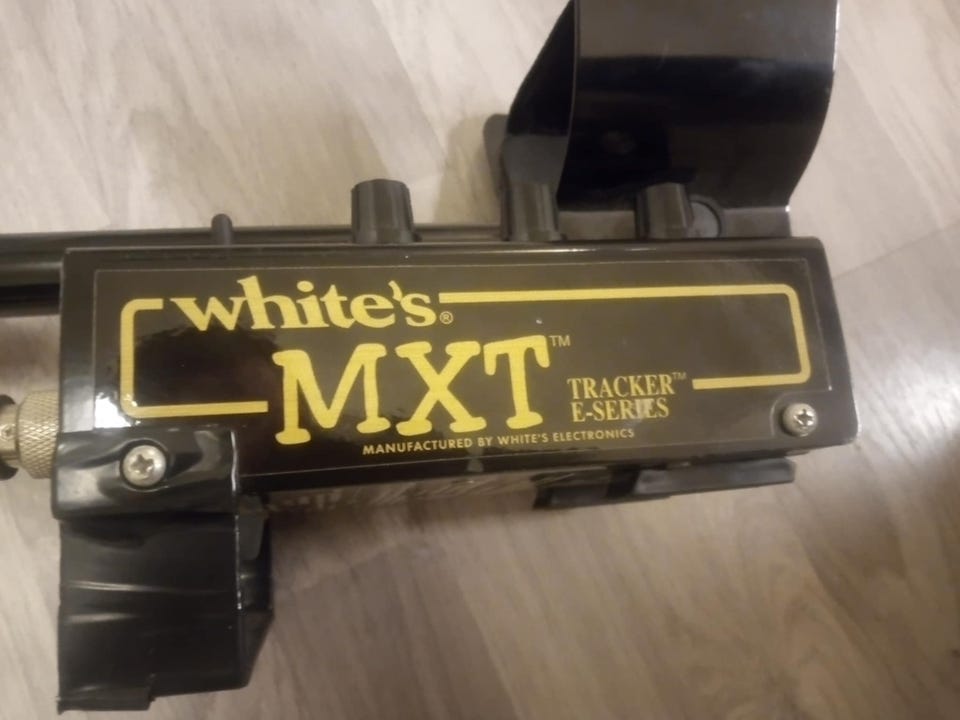 white's®
MXT™
TRACKER™
E-SERIES
MANUFACTURED BY WHITE'S ELECTRONICS